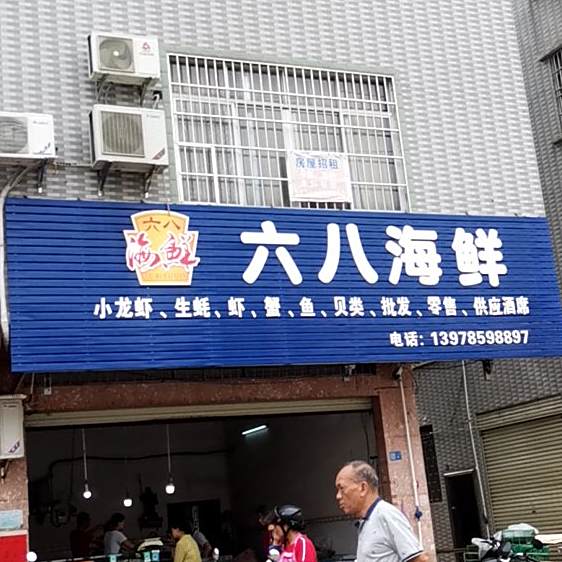 房屋招租
六八
海鲜
六八海鲜
小龙虾、生蚝、虾、蟹、鱼、贝类、批发、零售、供应酒席
电话：13978598897